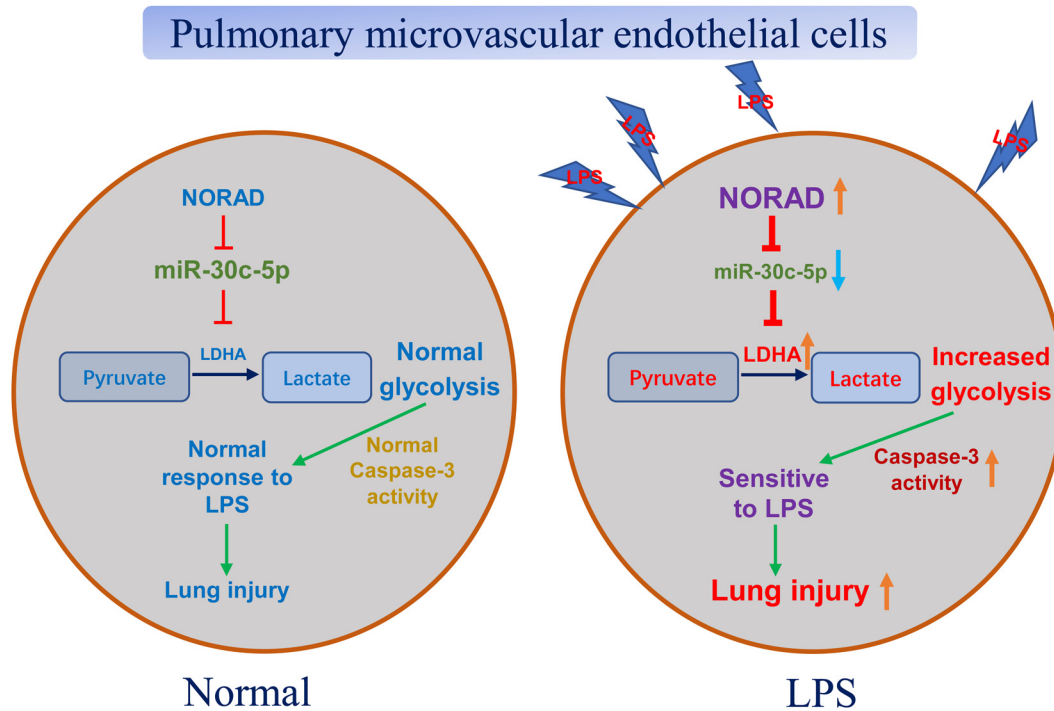 Pulmonary microvascular endothelial cells
NORAD
miR-30c-5p
LDHA
Pyruvate
Lactate
Normal
glycolysis
Normal
response to
LPS
Normal
Caspase-3
activity
Lung injury
Normal
LPS
LPS
LPS
LPS
NORAD
miR-30c-5p
LDHA
Pyruvate
Lactate
Increased
glycolysis
Caspase-3
activity
Sensitive
to LPS
Lung injury
LPS